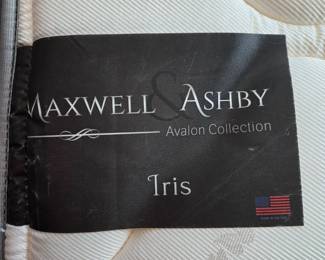 MAXWELL & ASHBY
Avalon Collection
Iris